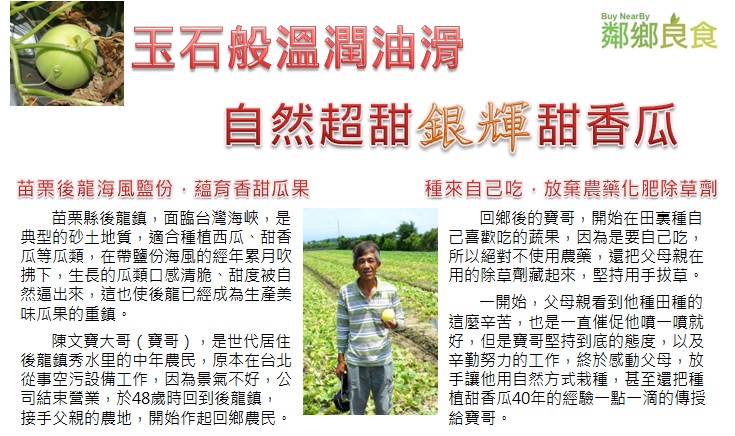 玉石般溫潤油滑
Buy NearBy
鄰鄉良食
自然超甜銀輝甜香瓜
苗栗後龍海風鹽份，蘊育香甜瓜果
苗栗縣後龍鎮，面臨台灣海峽，是
典型的砂土地質，適合種植西瓜、甜香
瓜等瓜類，在帶鹽份海風的經年累月吹
拂下，生長的瓜類口感清脆、甜度被自
然逼出來，這也使後龍已經成為生產美
味瓜果的重鎮。
陳文寶大哥（寶哥），是世代居住
後龍鎮秀水里的中年農民，原本在台北
從事空污設備工作，因為景氣不好，公
司結束營業，於48歲時回到後龍鎮，
接手父親的農地，開始作起回鄉農民。
種來自己吃，放棄農藥化肥除草劑
回鄉後的寶哥，開始在田裏種自
己喜歡吃的蔬果，因為是要自己吃，
所以絕對不使用農藥，還把父母親在
用的除草劑藏起來，堅持用手拔草。
一開始，父母親看到他種田種的
這麼辛苦，也是一直催促他噴一噴就
好，但是寶哥堅持到底的態度，以及
辛勤努力的工作，終於感動父母，放
手讓他用自然方式栽種，甚至還把種
植甜香瓜40年的經驗一點一滴的傳授
給寶哥。